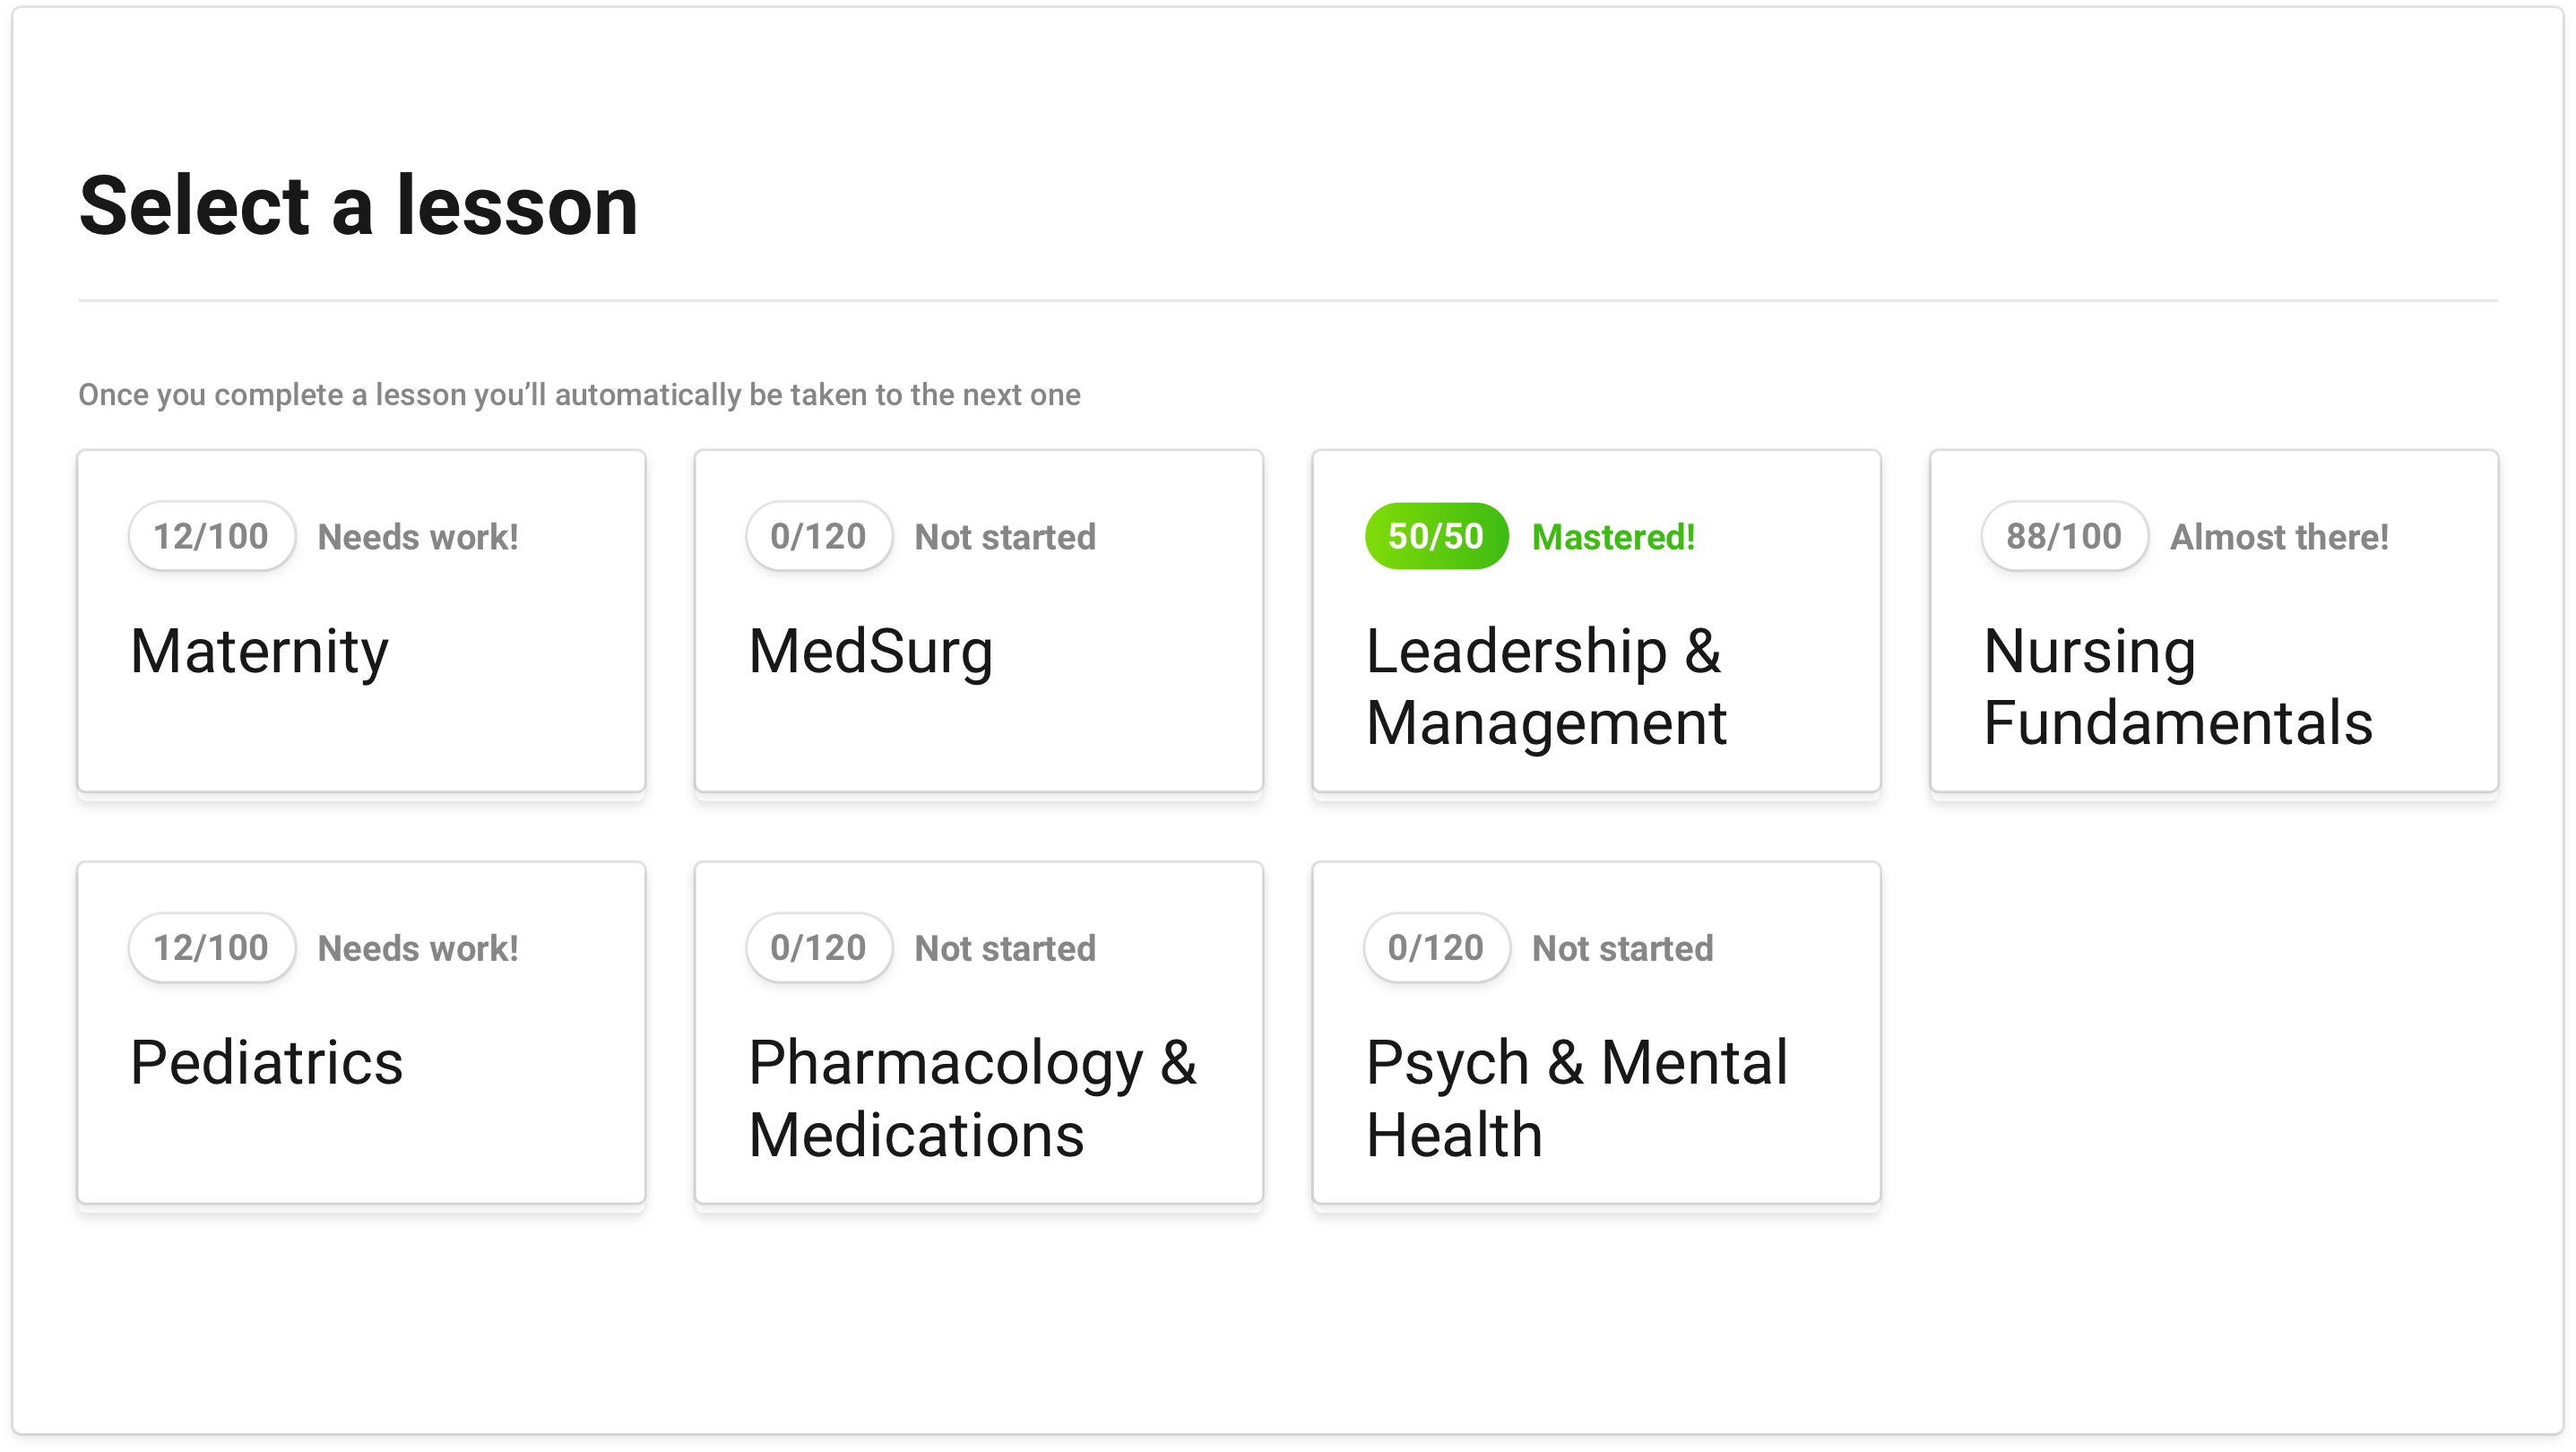 Select a lesson
Once you complete a lesson you’ll automatically be taken to the next one
12/100 Needs work!
Maternity
0/120 Not started
MedSurg
50/50 Mastered!
Leadership &
Management
88/100 Almost there!
Nursing
Fundamentals
12/100 Needs work!
Pediatrics
0/120 Not started
Pharmacology &
Medications
0/120 Not started
Psych & Mental
Health